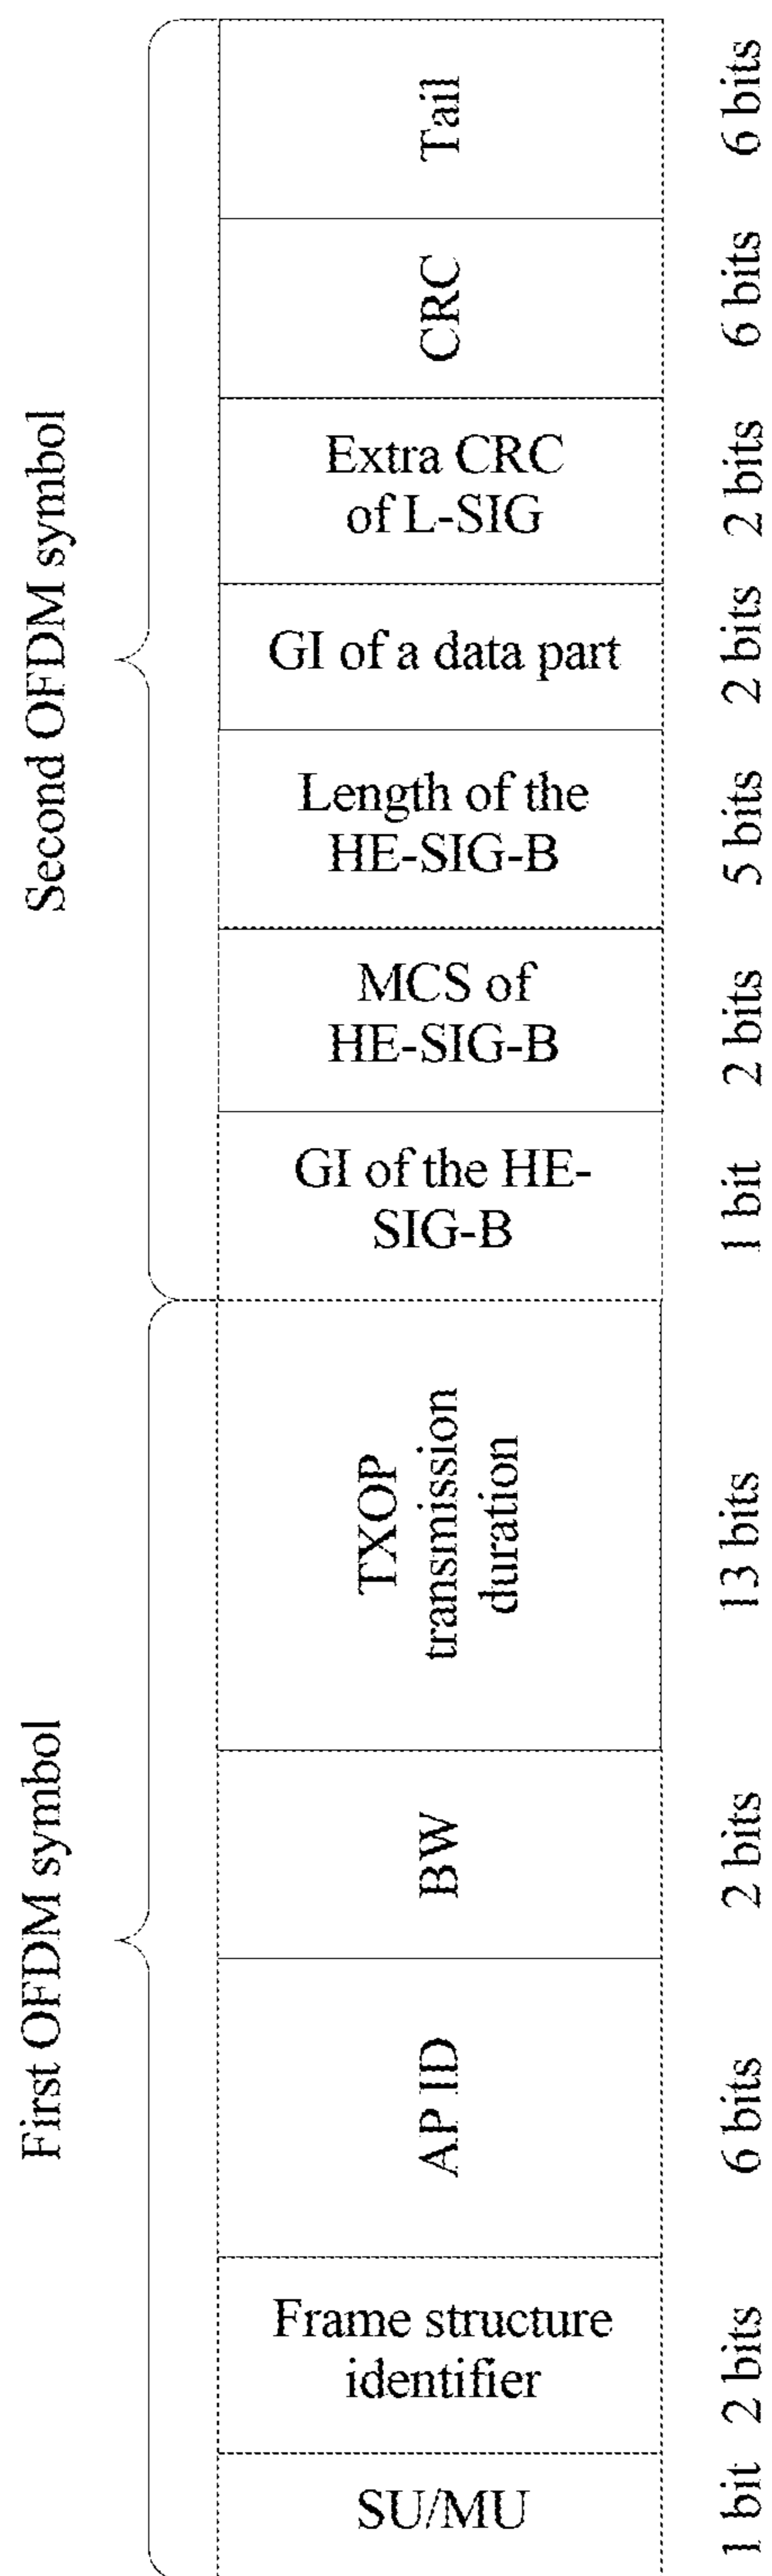 Second OFDM symbol
First OFDM symbol
Tail
6 bits
CRC
6 bits
Extra CRC
of L-SIG
2 bits
GI of a data part
2 bits
Length of the
HE-SIG-B
5 bits
MCS of
HE-SIG-B
2 bits
GI of the HE-
SIG-B
1 bit
TXOP
transmission
duration
13 bits
BW
2 bits
AP ID
6 bits
Frame structure
identifier
2 bits
SU/MU
1 bit